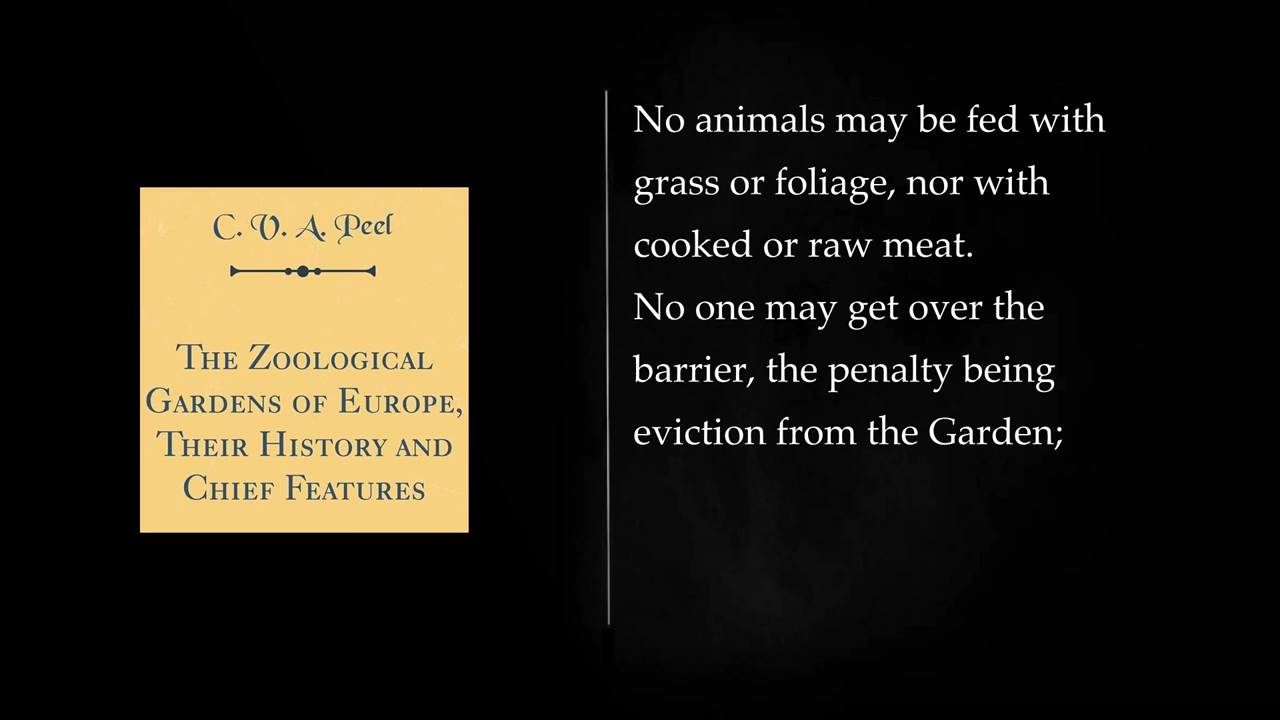 C. V. A. Peel
The Zoological
Gardens of Europe,
Their History and
Chief Features
No animals may be fed with
grass or foliage, nor with
cooked or raw meat.
No one may get over the
barrier, the penalty being
eviction from the Garden;